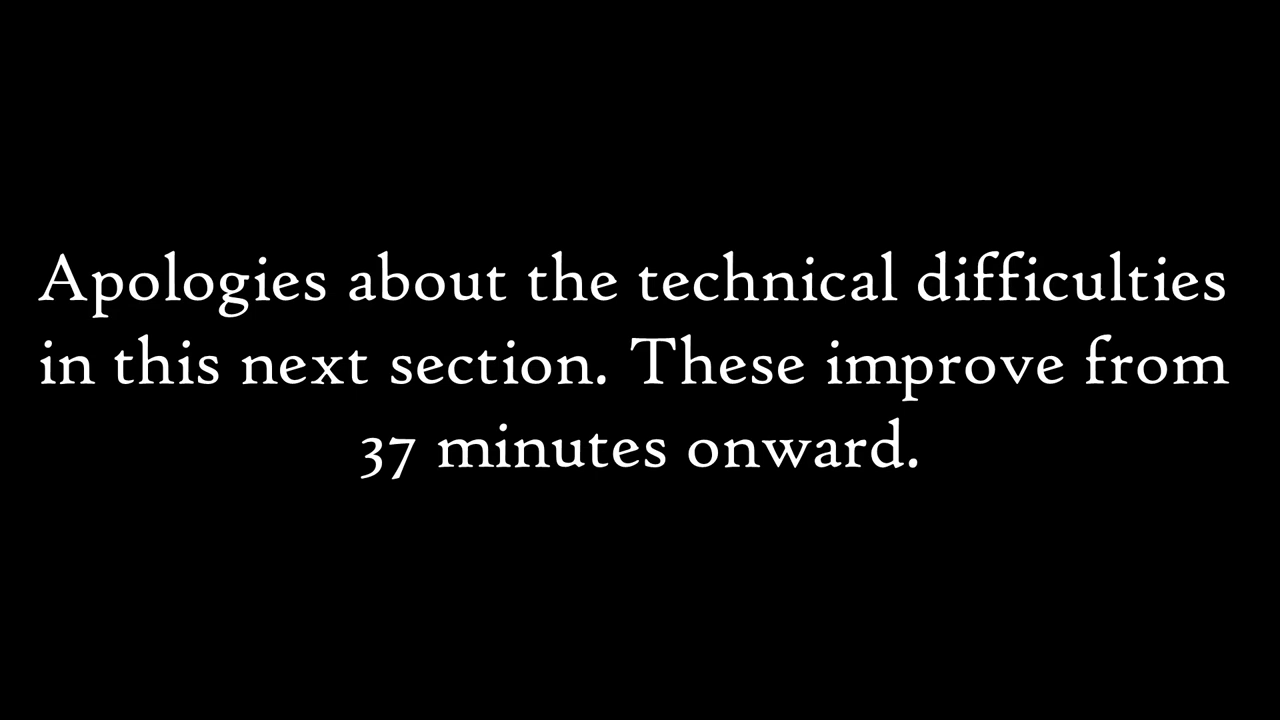 Apologies about the technical difficulties
in this next section. These improve from
37 minutes onward.